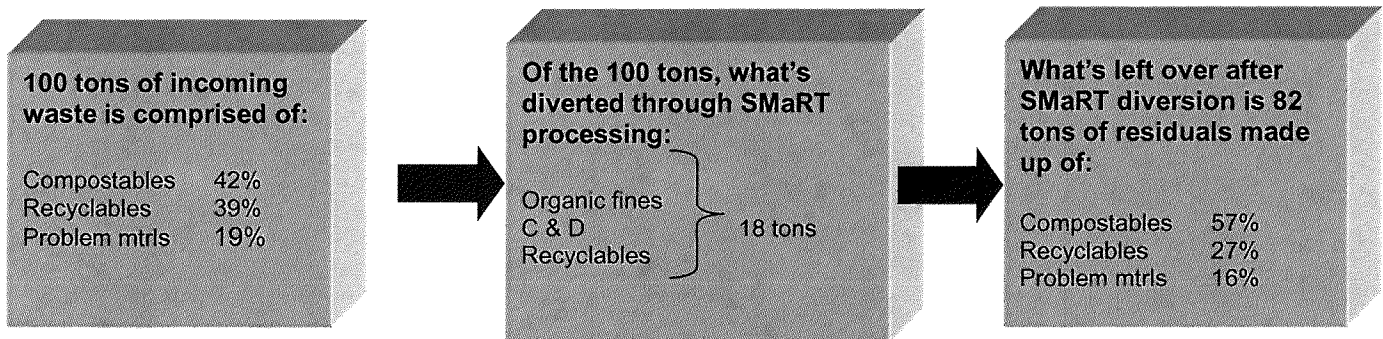 100 tons of incoming
waste is comprised of:
Compostables 42%
Recyclables 39%
Problem mtrls 19%
Of the 100 tons, what's
diverted through SMaRT
processing:
Organic fines
C & D
Recyclables
18 tons
What's left over after
SMaRT diversion is 82
tons of residuals made
up of:
Compostables 57%
Recyclables 27%
Problem mtrls 16%